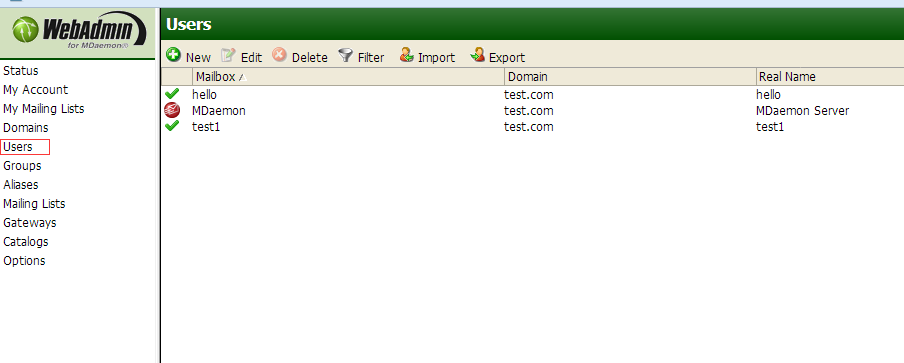 WebAdmin
for MDaemon®
Status
My Account
My Mailing Lists
Domains
Users
Groups
Aliases
Mailing Lists
Gateways
Catalogs
Options
Users
New Edit Delete Filter Import Export
Mailbox Domain Real Name
hello test.com hello
MDaemon test.com MDaemon Server
test1 test.com test1